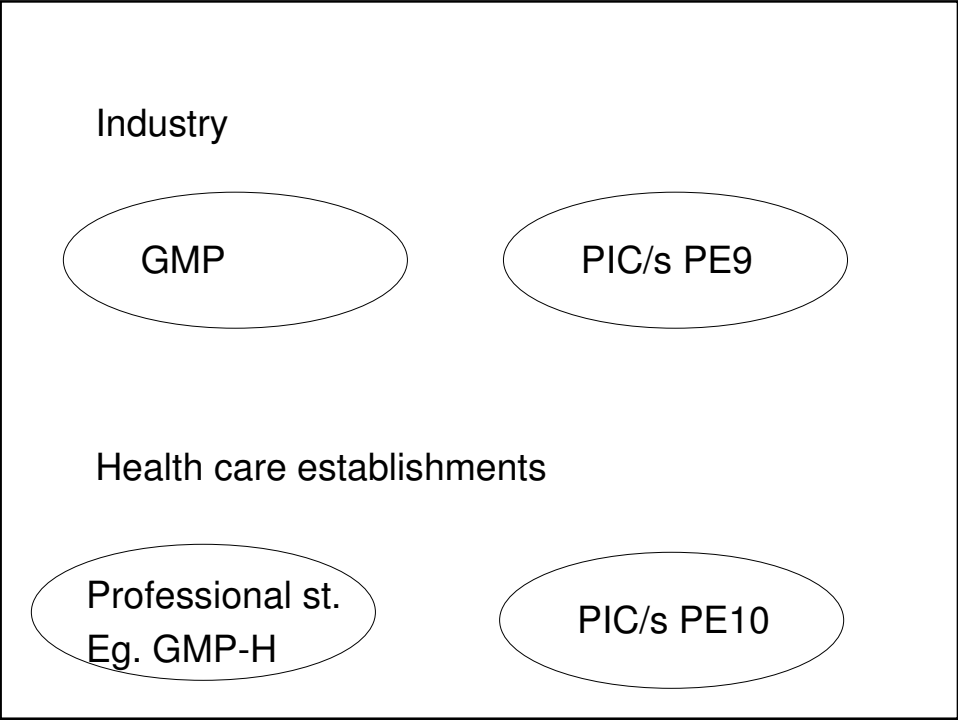 Industry
GMP
PIC/s PE9
Health care establishments
Professional st.
Eg. GMP-H
PIC/s PE10